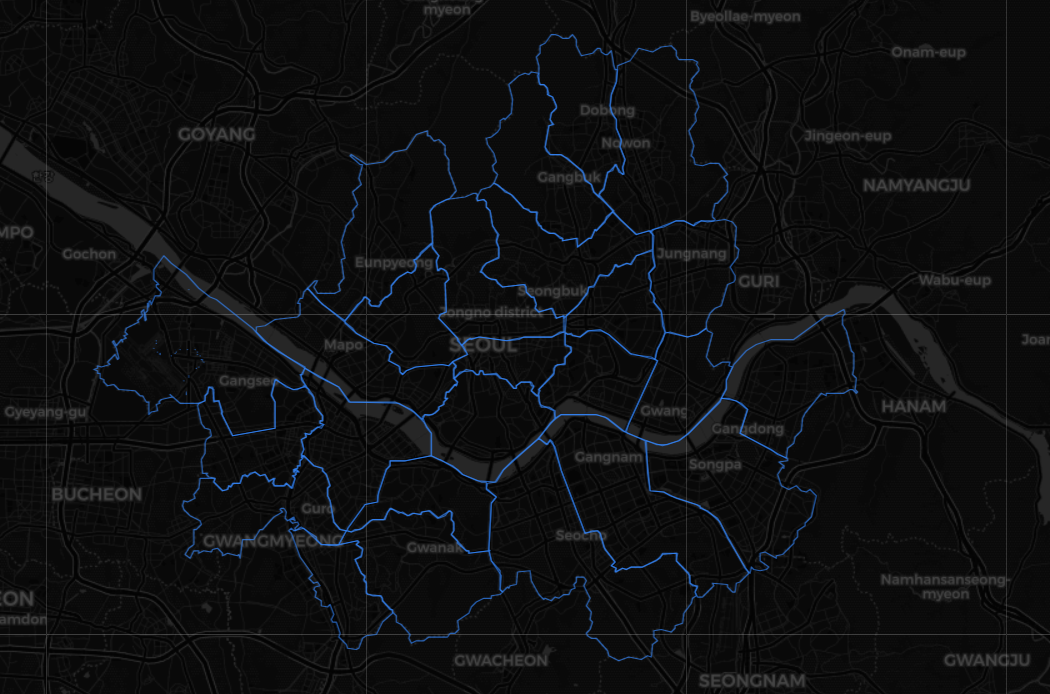 myeon
Byeollae-myeon
Onam-eup
Dobong
GOYANG
Jingeon-eup
Nowon
Gangbuk
NAMYANGJU
MPO
Gochon
Jungnang
Eunpyeong
GURI
Wabu-eup
Seongbuk
Jongno district
SEOUL
Mapo
Joar
Gangseo
Gyeyang-gu
Gwang
HANAM
Gangdong
Gangnam
Songpa
BUCHEON
Guro
Seocho
GWANGMYEONG
Gwanak
Namhansanseong-
myeon
EON
amdon
GWACHEON
GWANGJU
SEONGNAM